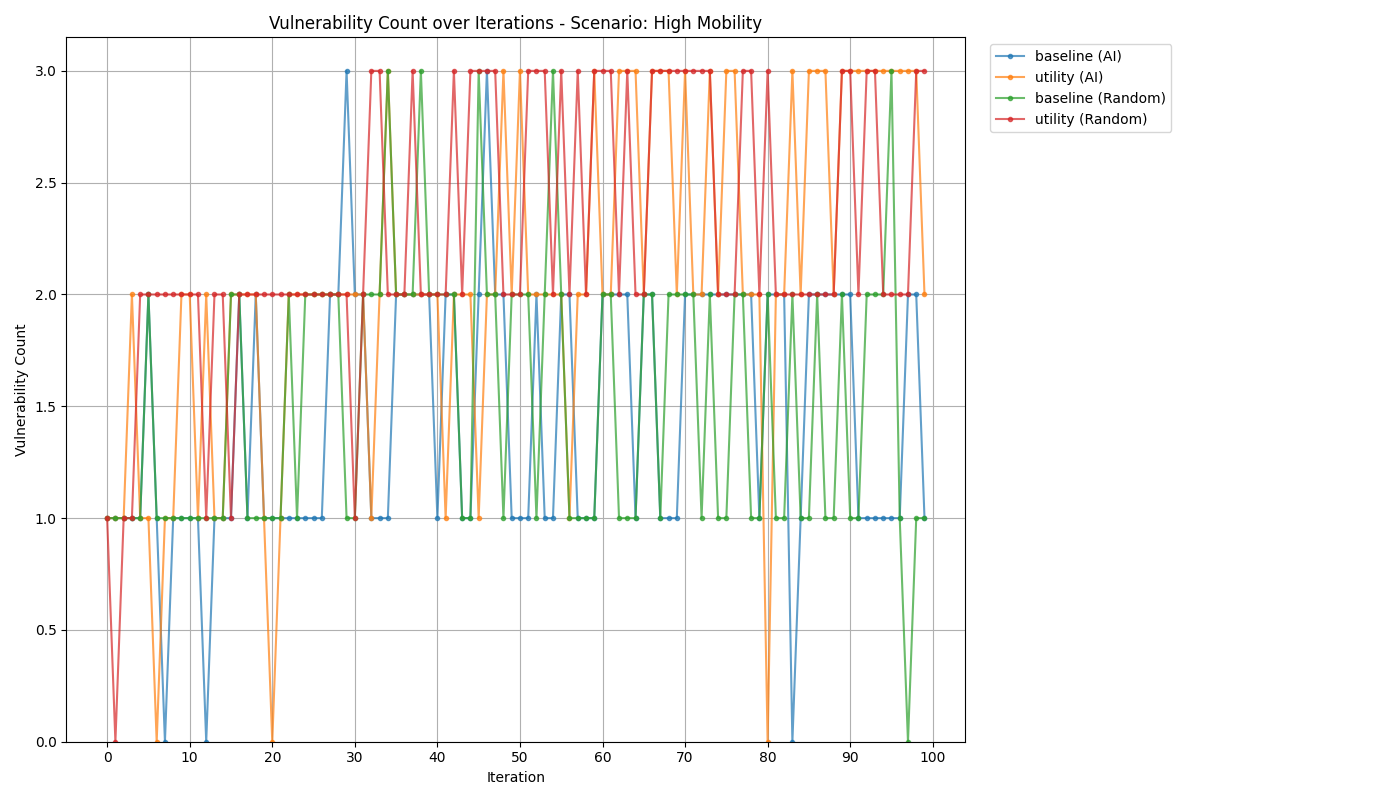 Vulnerability Count over Iterations - Scenario: High Mobility
baseline (AI)
utility (AI)
baseline (Random)
utility (Random)
Vulnerability Count
3.0
2.5
2.0
1.5
1.0
0.5
0.0
0 10 20 30 40 50 60 70 80 90 100
Iteration